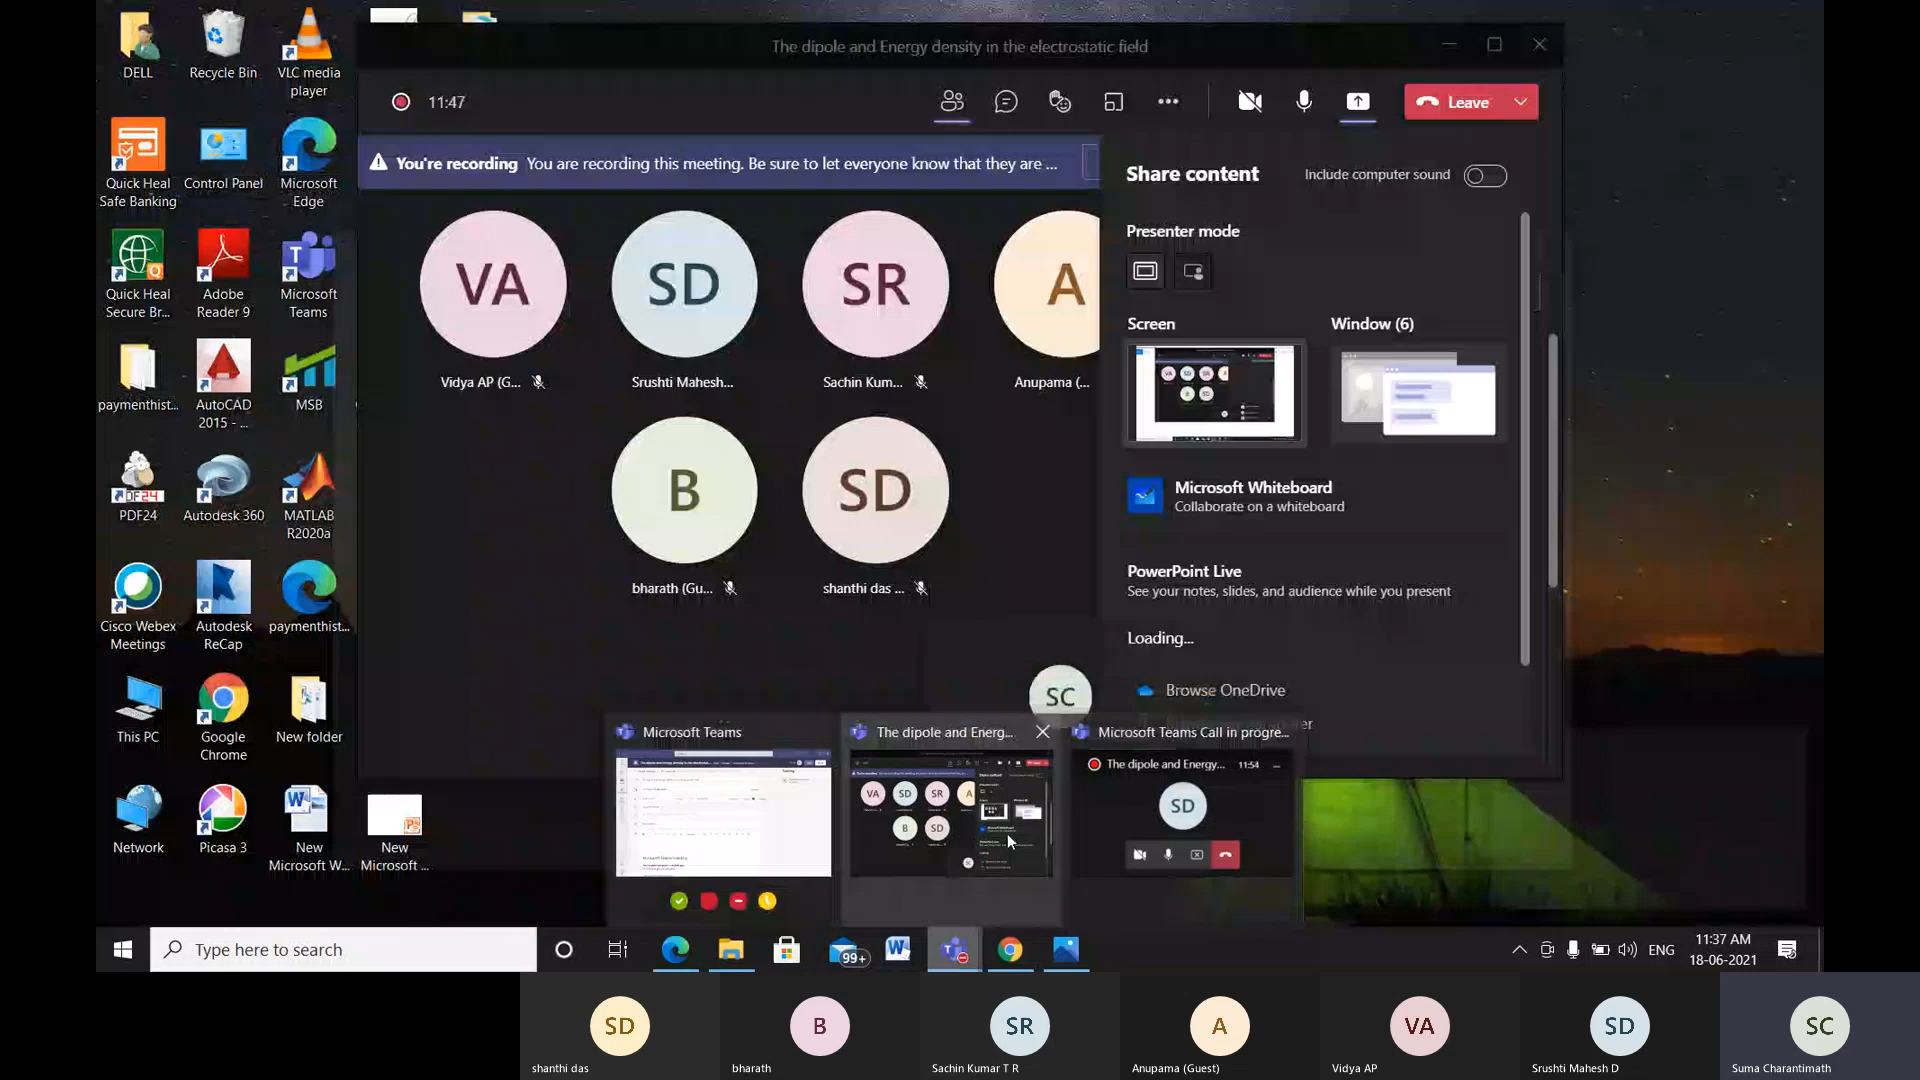 The dipole and Energy density in the electrostatic field
11:47
Leave
You're recording You are recording this meeting. Be sure to let everyone know that they are ...
VA
SD
SR
A
Vidya AP (G...
Srushti Mahesh...
Sachin Kum...
Anupama (...
B
SD
bharath (Gu...
shanthi das ...
SC
Share content
Include computer sound
Presenter mode
Screen
Window (6)
Microsoft Whiteboard
Collaborate on a whiteboard
PowerPoint Live
See your notes, slides, and audience while you present
Loading...
Browse OneDrive
DELL
Recycle Bin
VLC media
player
Quick Heal
Safe Banking
Control Panel
Microsoft
Edge
Quick Heal
Secure Br...
Adobe
Reader 9
Microsoft
Teams
paymenthist...
AutoCAD
2015 - ...
MSB
PDF24
Autodesk 360
MATLAB
R2020a
Cisco Webex
Meetings
Autodesk
ReCap
paymenthist...
This PC
Google
Chrome
New folder
Network
Picasa 3
New
Microsoft W...
New
Microsoft ...
Microsoft Teams
The dipole and Energ...
VA
SD
SR
A
B
SD
Microsoft Teams Call in progre...
The dipole and Energy...
11:54
SD
Type here to search
99+
ENG
11:37 AM
18-06-2021
SD
shanthi das
B
bharath
SR
Sachin Kumar T R
A
Anupama (Guest)
VA
Vidya AP
SD
Srushti Mahesh D
SC
Suma Charantimath